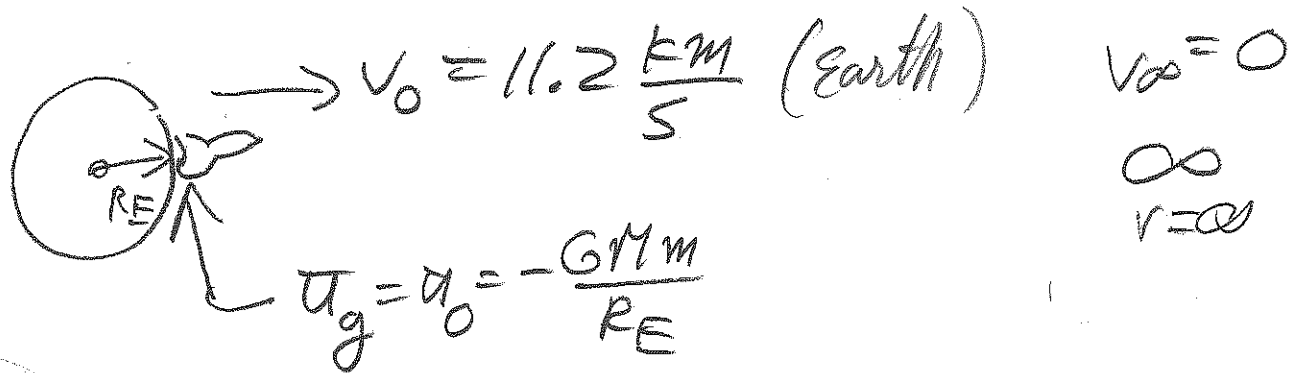 V₀ = 11.2 km/s (Earth)
V∞ = 0
∞
r = ∞
R_E
U_g = U₀ = -GMm/R_E